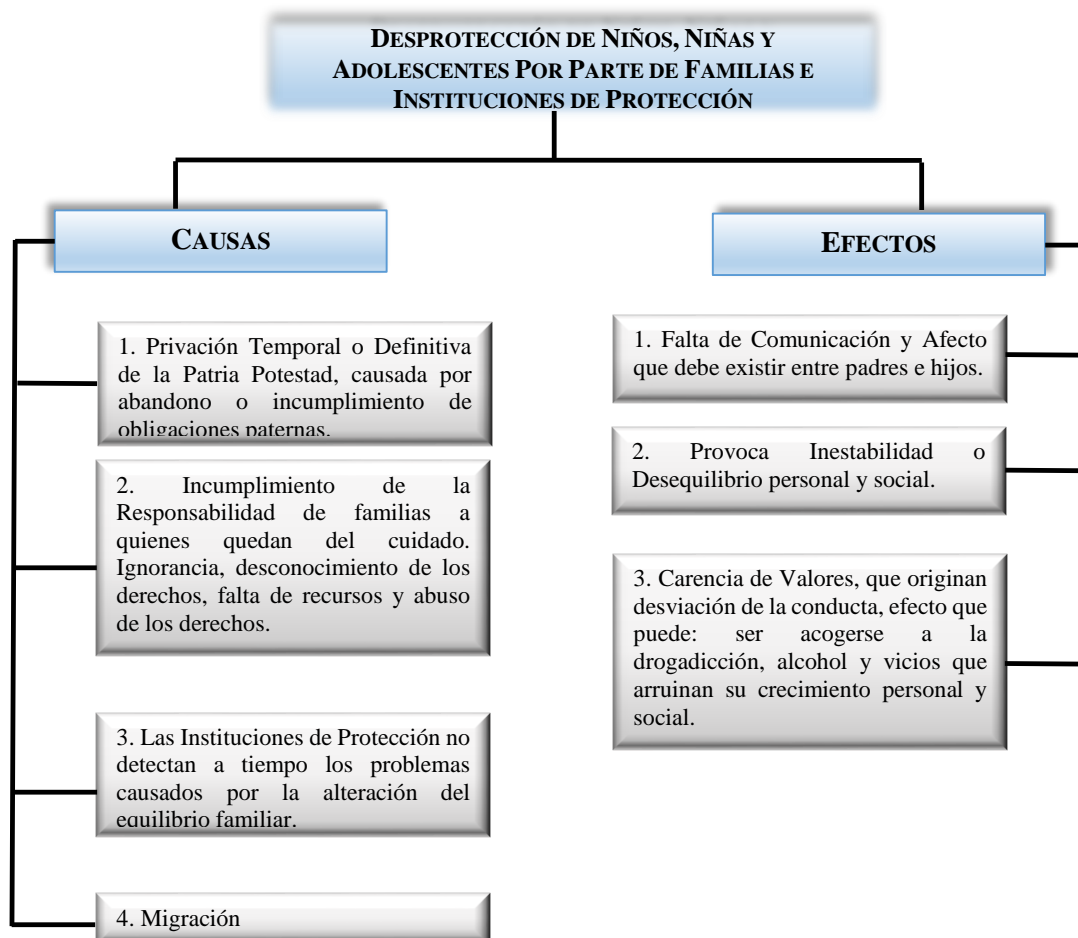 DESPROTECCIÓN DE NIÑOS, NIÑAS Y
ADOLESCENTES POR PARTE DE FAMILIAS E
INSTITUCIONES DE PROTECCIÓN
CAUSAS
1. Privación Temporal o Definitiva
de la Patria Potestad, causada por
abandono o incumplimiento de
obligaciones paternas.
2. Incumplimiento de la
Responsabilidad de familias a
quienes quedan del cuidado.
Ignorancia, desconocimiento de los
derechos, falta de recursos y abuso
de los derechos.
3. Las Instituciones de Protección no
detectan a tiempo los problemas
causados por la alteración del
equilibrio familiar.
4. Migración
EFECTOS
1. Falta de Comunicación y Afecto
que debe existir entre padres e hijos.
2. Provoca Inestabilidad o
Desequilibrio personal y social.
3. Carencia de Valores, que originan
desviación de la conducta, efecto que
puede: ser acogerse a la
drogadicción, alcohol y vicios que
arruinan su crecimiento personal y
social.